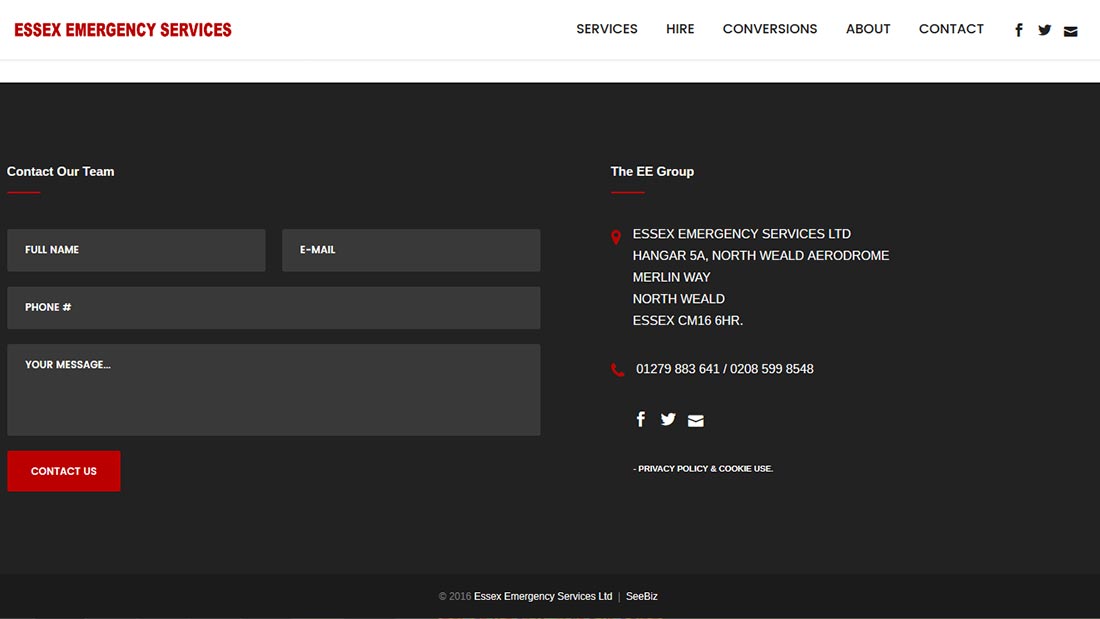 ESSEX EMERGENCY SERVICES
SERVICES HIRE CONVERSIONS ABOUT CONTACT
Contact Our Team
FULL NAME
E-MAIL
PHONE #
YOUR MESSAGE...
CONTACT US
The EE Group
ESSEX EMERGENCY SERVICES LTD
HANGAR 5A, NORTH WEALD AERODROME
MERLIN WAY
NORTH WEALD
ESSEX CM16 6HR.
01279 883 641 / 0208 599 8548
- PRIVACY POLICY & COOKIE USE.
© 2016 Essex Emergency Services Ltd | SeeBiz